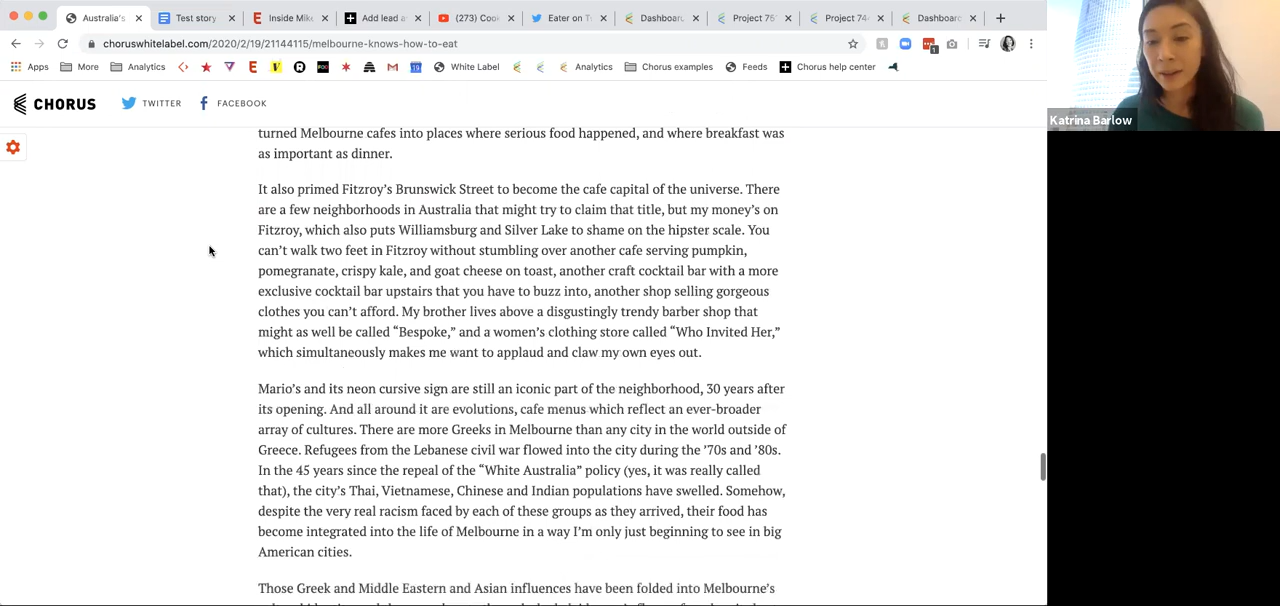 Australia's
Test story
Inside Mike
Add lead a
(273) Coo
Eater on T
Dashboar
Project 75
Project 74
Dashboar
choruswhitelabel.com/2020/2/19/21144115/melbourne-knows-how-to-eat
Apps
More
Analytics
White Label
Analytics
Chorus examples
Feeds
Chorus help center
Katrina Barlow
CHORUS
TWITTER
FACEBOOK
turned Melbourne cafes into places where serious food happened, and where breakfast was
as important as dinner.
It also primed Fitzroy's Brunswick Street to become the cafe capital of the universe. There
are a few neighborhoods in Australia that might try to claim that title, but my money's on
Fitzroy, which also puts Williamsburg and Silver Lake to shame on the hipster scale. You
can't walk two feet in Fitzroy without stumbling over another cafe serving pumpkin,
pomegranate, crispy kale, and goat cheese on toast, another craft cocktail bar with a more
exclusive cocktail bar upstairs that you have to buzz into, another shop selling gorgeous
clothes you can't afford. My brother lives above a disgustingly trendy barber shop that
might as well be called “Bespoke,” and a women's clothing store called “Who Invited Her,”
which simultaneously makes me want to applaud and claw my own eyes out.
Mario's and its neon cursive sign are still an iconic part of the neighborhood, 30 years after
its opening. And all around it are evolutions, cafe menus which reflect an ever-broader
array of cultures. There are more Greeks in Melbourne than any city in the world outside of
Greece. Refugees from the Lebanese civil war flowed into the city during the '70s and '80s.
In the 45 years since the repeal of the “White Australia” policy (yes, it was really called
that), the city's Thai, Vietnamese, Chinese and Indian populations have swelled. Somehow,
despite the very real racism faced by each of these groups as they arrived, their food has
become integrated into the life of Melbourne in a way I'm only just beginning to see in big
American cities.
Those Greek and Middle Eastern and Asian influences have been folded into Melbourne's